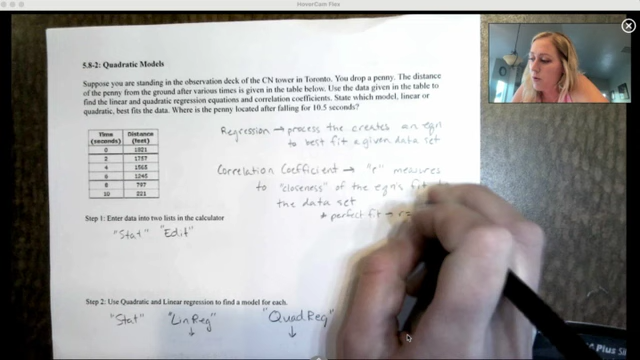 HoverCam Flex
5.8-2: Quadratic Models
Suppose you are standing in the observation deck of the CN tower in Toronto. You drop a penny. The distance
of the penny from the ground after various times is given in the table below. Use the data given in the table to
find the linear and quadratic regression equations and correlation coefficients. State which model, linear or
quadratic, best fits the data. Where is the penny located after falling for 10.5 seconds?
Regression → process the creates an eqn
to best fit a given data set
Time (seconds) Distance (feet)
0 1821
2 1757
4 1565
6 1245
8 797
10 221
Correlation Coefficient → "r" measures
to "closeness" of the eqn's fit
the data set
* perfect fit → r=
Step 1: Enter data into two lists in the calculator
"Stat" "Edit"
Step 2: Use Quadratic and Linear regression to find a model for each.
"Stat" "LinReg" "QuadReg"
↓ ↓
Plus